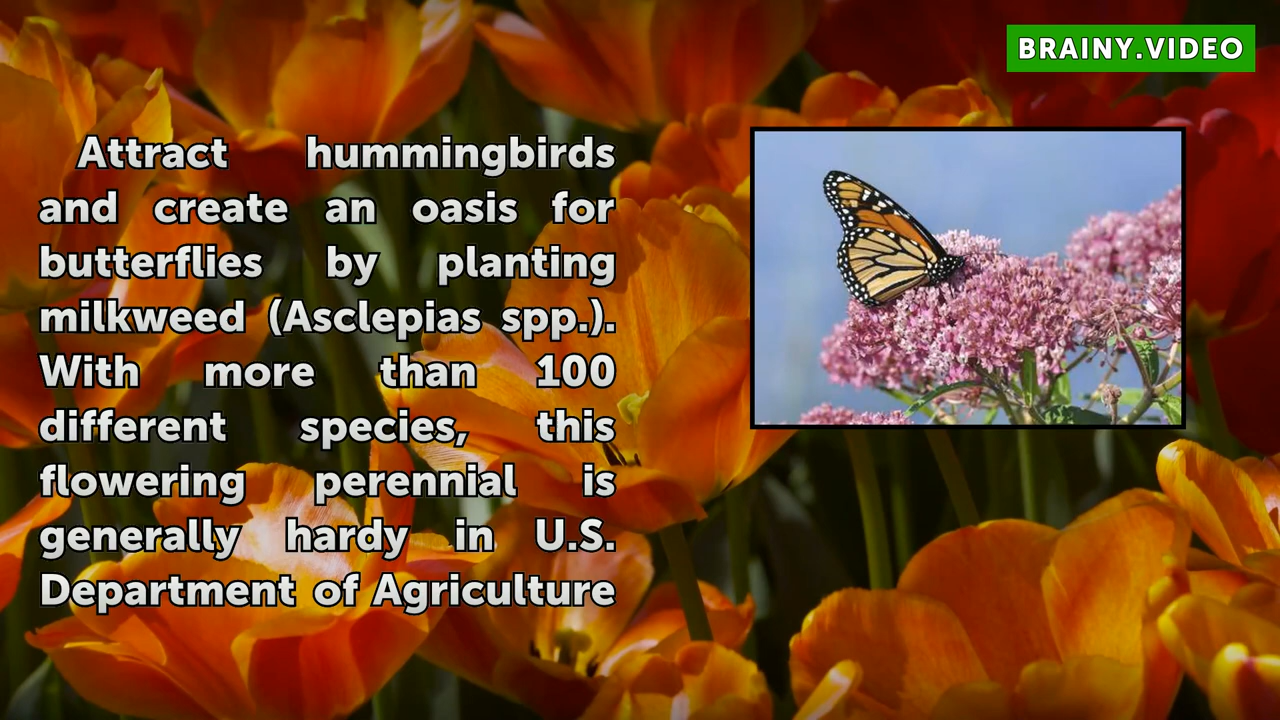 BRAINY.VIDEO
Attract hummingbirds
and create an oasis for
butterflies by planting
milkweed (Asclepias spp.).
With more than 100
different species, this
flowering perennial is
generally hardy in U.S.
Department of Agriculture